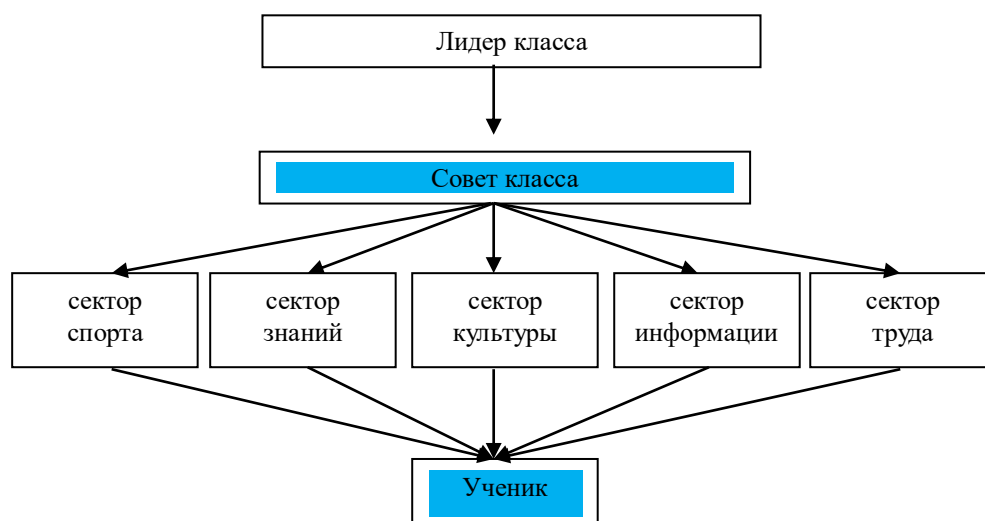 Лидер класса
Совет класса
сектор
спорта
сектор
знаний
сектор
культуры
сектор
информации
сектор
труда
Ученик